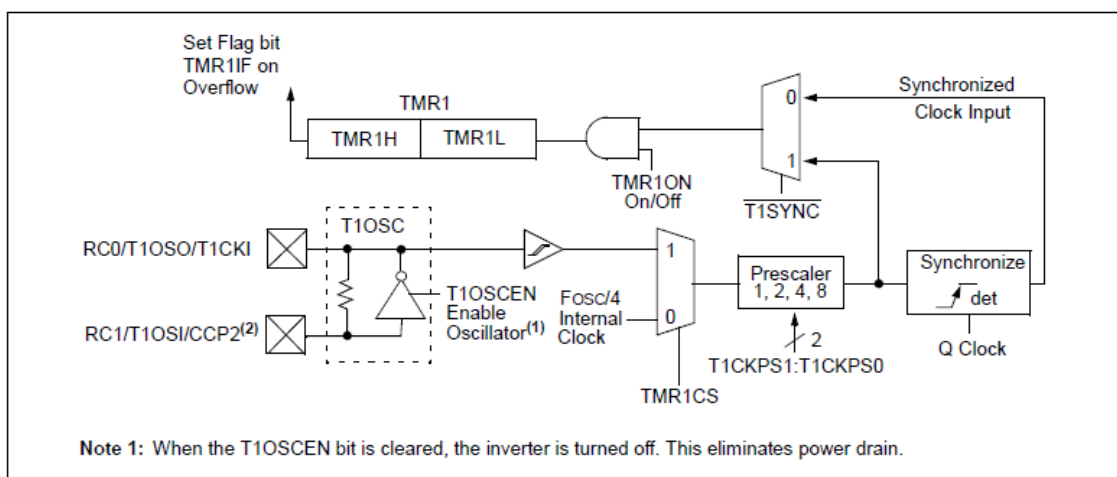 Set Flag bit
TMR1IF on
Overflow
TMR1
TMR1H
TMR1L
TMR1ON
On/Off
0
1
T1SYNC
Synchronized
Clock Input
RC0/T1OSO/T1CKI
T1OSC
RC1/T1OSI/CCP2(2)
T1OSCEN
Enable
Oscillator(1)
FOSC/4
Internal
Clock
1
0
TMR1CS
Prescaler
1, 2, 4, 8
2
T1CKPS1:T1CKPS0
Synchronize
det
Q Clock
Note 1: When the T1OSCEN bit is cleared, the inverter is turned off. This eliminates power drain.